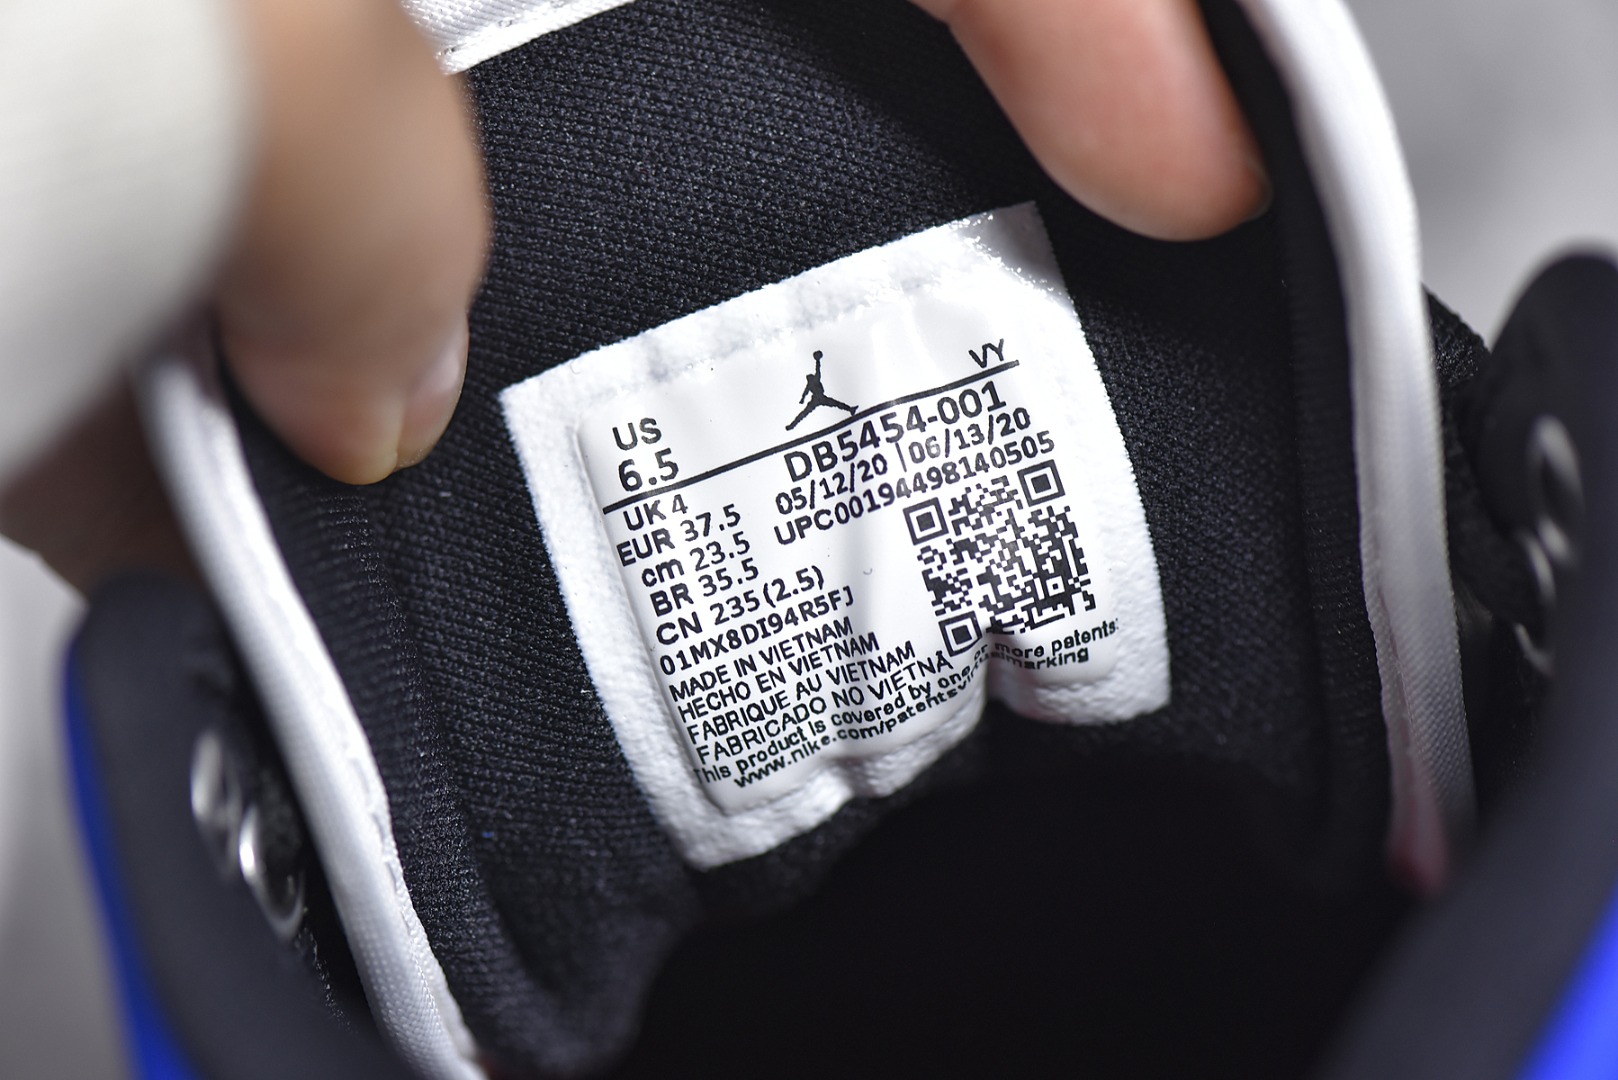 VY
US
6.5
DB5454-001
05/12/20 | 06/13/20
UPC00194498140505
UK 4
EUR 37.5
cm 23.5
BR 35.5
CN 235 (2.5)
01MX8DI94R5FJ
MADE IN VIETNAM
HECHO EN VIETNAM
FABRIQUE AU VIETNAM
FABRICADO NO VIETNÃ
This product is covered by one or more patents:
www.nike.com/patentsvirtualmarking